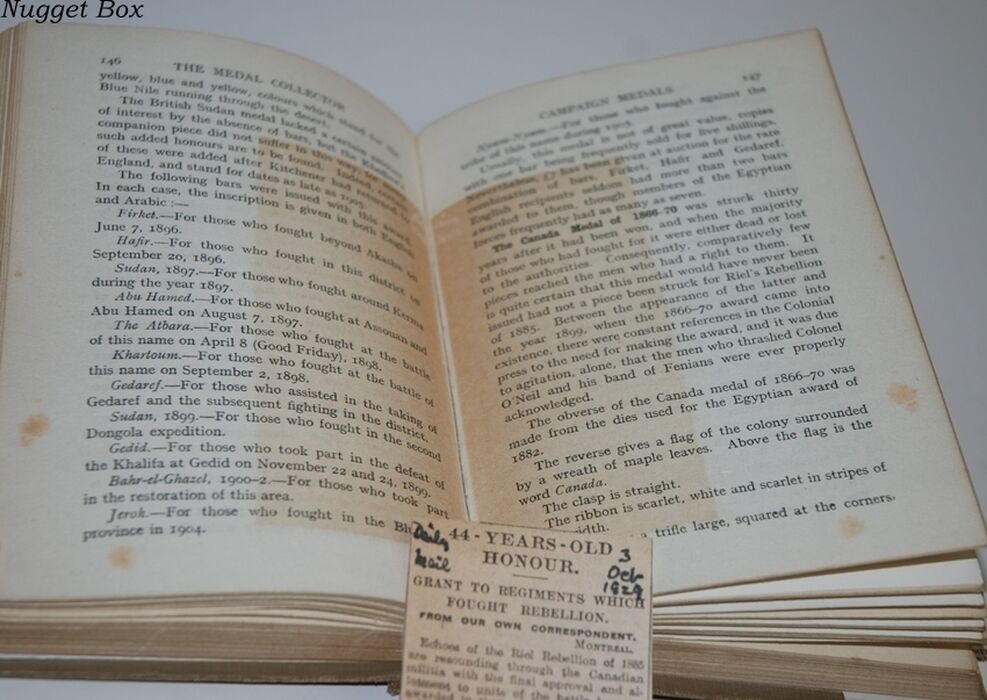 Nugget Box
146
THE MEDAL COLLECTOR
yellow, blue and yellow, colours which stand for the
Blue Nile running through the desert.
The British Sudan medal lacked a certain amount
of interest by the absence of bars, but the Khedive's
companion piece did not suffer in this way, for
such added honours are to be found. Indeed,
of these were added after Kitchener had returned to
England, and stand for dates as late as 1905.
The following bars were issued with this award.
In each case, the inscription is given in both English
and Arabic :—
Firket.—For those who fought beyond Akasha on
June 7, 1896.
Hafir.—For those who fought in this district on
September 20, 1896.
Sudan, 1897.—For those who fought around Kerma
during the year 1897.
Abu Hamed.—For those who fought at Assouan and
Abu Hamed on August 7, 1897.
The Atbara.—For those who fought at the battle
of this name on April 8 (Good Friday), 1898.
Khartoum.—For those who fought at the battle of
this name on September 2, 1898.
Gedaref.—For those who assisted in the taking of
Gedaref and the subsequent fighting in the district.
Sudan, 1899.—For those who fought in the second
Dongola expedition.
Gedid.—For those who took part in the defeat of
the Khalifa at Gedid on November 22 and 24, 1899.
Bahr-el-Ghazel, 1900-2.—For those who took part
in the restoration of this area.
Jerok.—For those who fought in the Bl
province in 1904.
147
CAMPAIGN MEDALS
Nyam-Nyam.—For those who fought against the
tribe of this name during 1905.
Usually, this medal is not of great value, copies
with one bar being frequently sold for five shillings.
Nevertheless, £7 has been given at auction for the rare
combination of bars, Firket, Hafir and Gedaref.
English recipients seldom had more than two bars
awarded to them, though members of the Egyptian
forces frequently had as many as seven.
The Canada Medal of 1866-70 was struck thirty
years after it had been won, and when the majority
of those who had fought for it were either dead or lost
to the authorities. Consequently, comparatively few
pieces reached the men who had a right to them. It
is quite certain that this medal would have never been
issued had not a piece been struck for Riel's Rebellion
of 1885. Between the appearance of the latter and
the year 1899, when the 1866-70 award came into
existence, there were constant references in the Colonial
press to the need for making the award, and it was due
to agitation, alone, that the men who thrashed Colonel
O'Neil and his band of Fenians were ever properly
acknowledged.
The obverse of the Canada medal of 1866-70 was
made from the dies used for the Egyptian award of
1882.
The reverse gives a flag of the colony surrounded
by a wreath of maple leaves. Above the flag is the
word Canada.
The clasp is straight.
The ribbon is scarlet, white and scarlet in stripes of
width.
a trifle large, squared at the corners,
Daily
Mail
3
Oct
1929
44-YEARS-OLD
HONOUR.
GRANT TO REGIMENTS WHICH
FOUGHT REBELLION.
FROM OUR OWN CORRESPONDENT.
MONTREAL.
Echoes of the Riel Rebellion of 1885
are resounding through the Canadian
militia with the final approval and al-
lotment to units of the battle